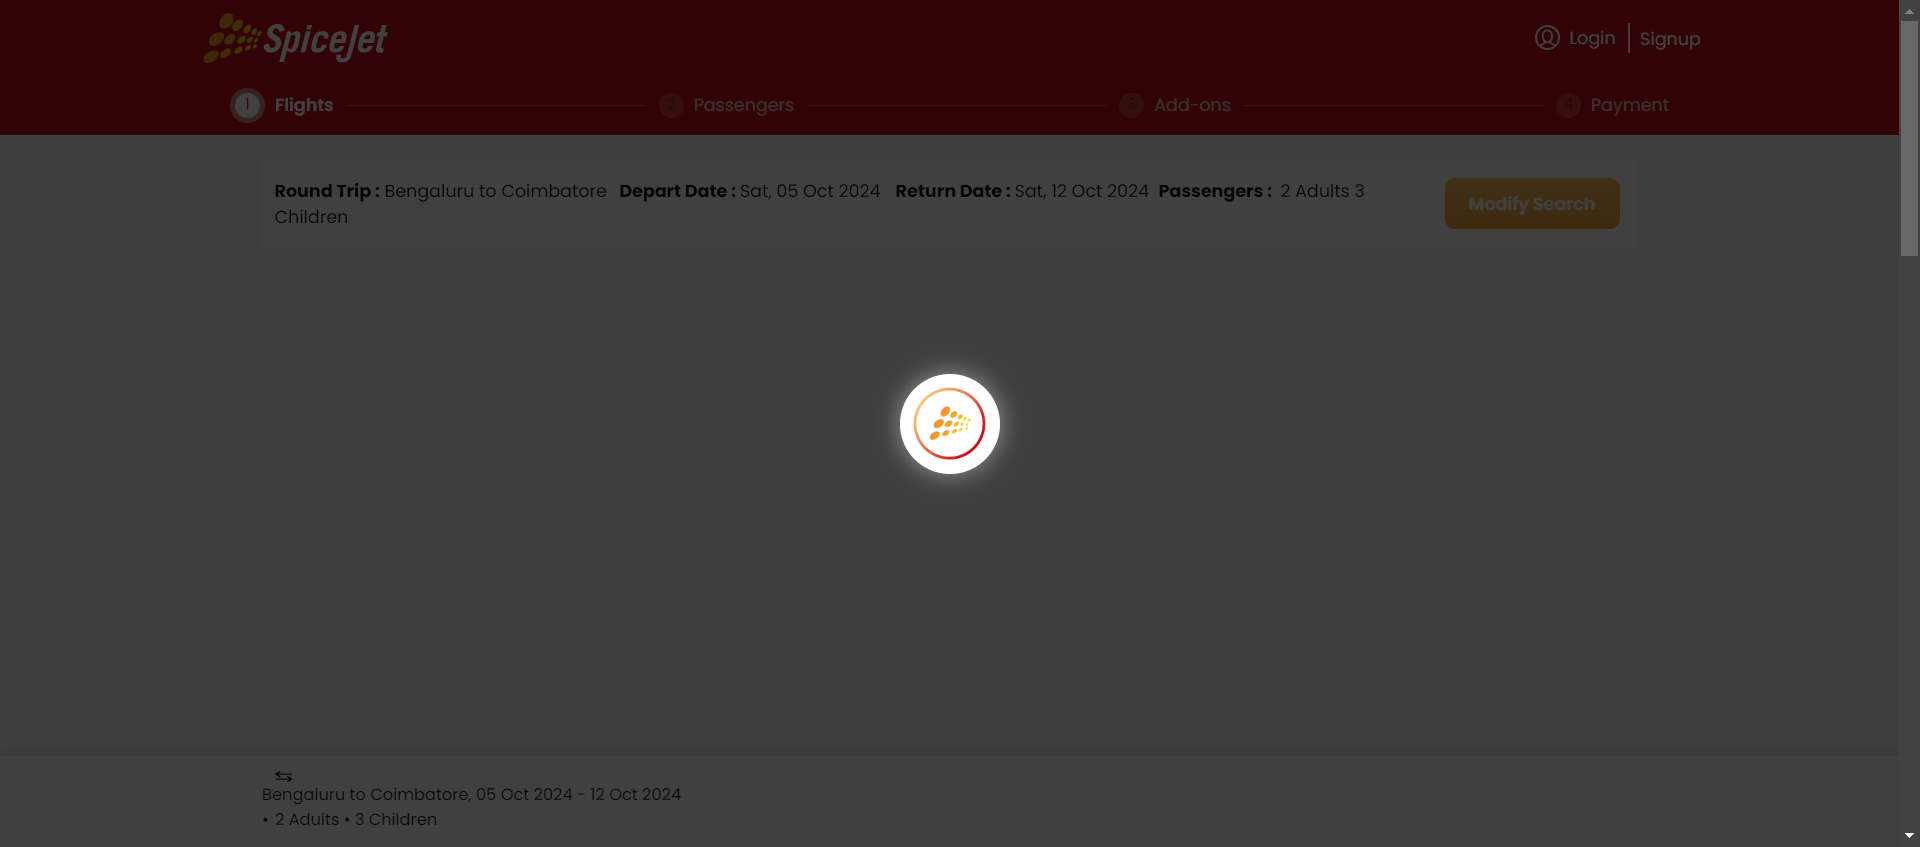 SpiceJet
Login
Signup
1 Flights
2 Passengers
3 Add-ons
4 Payment
Round Trip : Bengaluru to Coimbatore Depart Date : Sat, 05 Oct 2024 Return Date : Sat, 12 Oct 2024 Passengers : 2 Adults 3
Children
Modify Search
Bengaluru to Coimbatore, 05 Oct 2024 - 12 Oct 2024
• 2 Adults • 3 Children